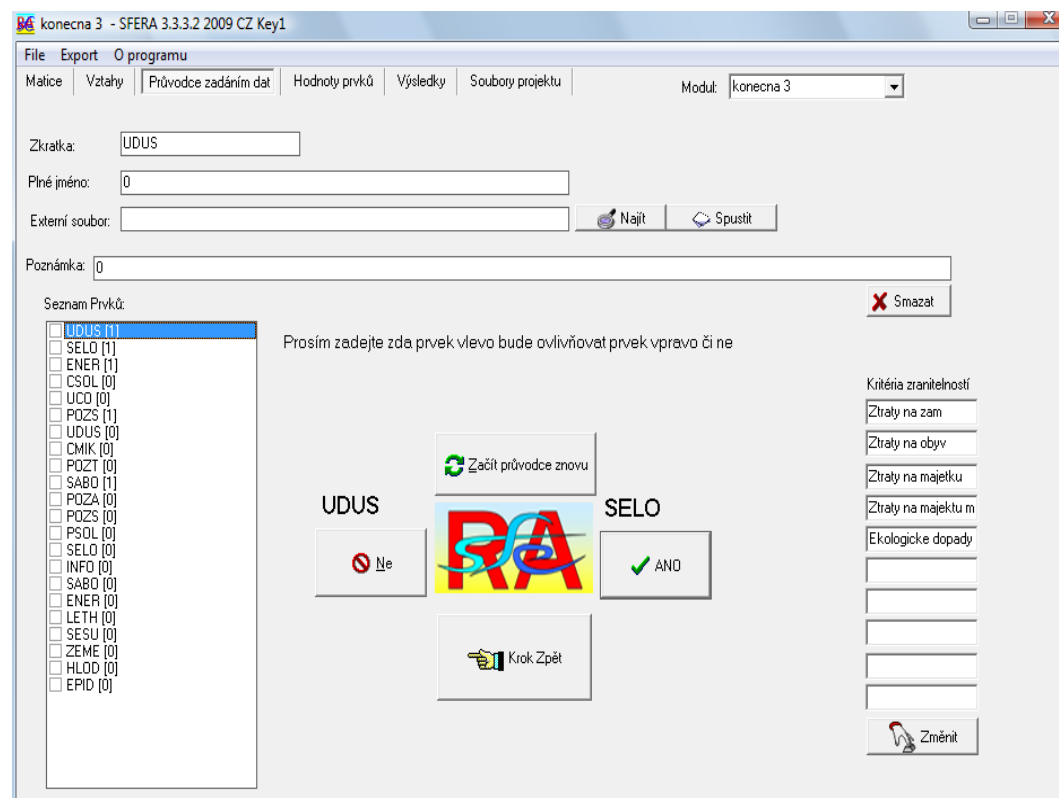 konecna 3 - SFERA 3.3.3.2 2009 CZ Key1
File Export O programu
Matice Vztahy Průvodce zadáním dat Hodnoty prvků Výsledky Soubory projektu
Modul: konecna 3
Zkratka: UDUS
Plné jméno: 0
Externí soubor: Najít Spustit
Poznámka: 0
Smazat
Seznam Prvků:
UDUS [1]
SELO [1]
ENER [1]
CSOL [0]
UCO [0]
POZS [1]
UDUS [0]
CMIK [0]
POZT [0]
SABO [1]
POZA [0]
POZS [0]
PSOL [0]
SELO [0]
INFO [0]
SABO [0]
ENER [0]
LETH [0]
SESU [0]
ZEME [0]
HLOD [0]
EPID [0]
Prosím zadejte zda prvek vlevo bude ovlivňovat prvek vpravo či ne
Začít průvodce znovu
UDUS
Ne
RfA
sfe
SELO
ANO
Krok Zpět
Kritéria zranitelností
Ztraty na zam
Ztraty na obyv
Ztraty na majetku
Ztraty na majektu m
Ekologicke dopady
Změnit